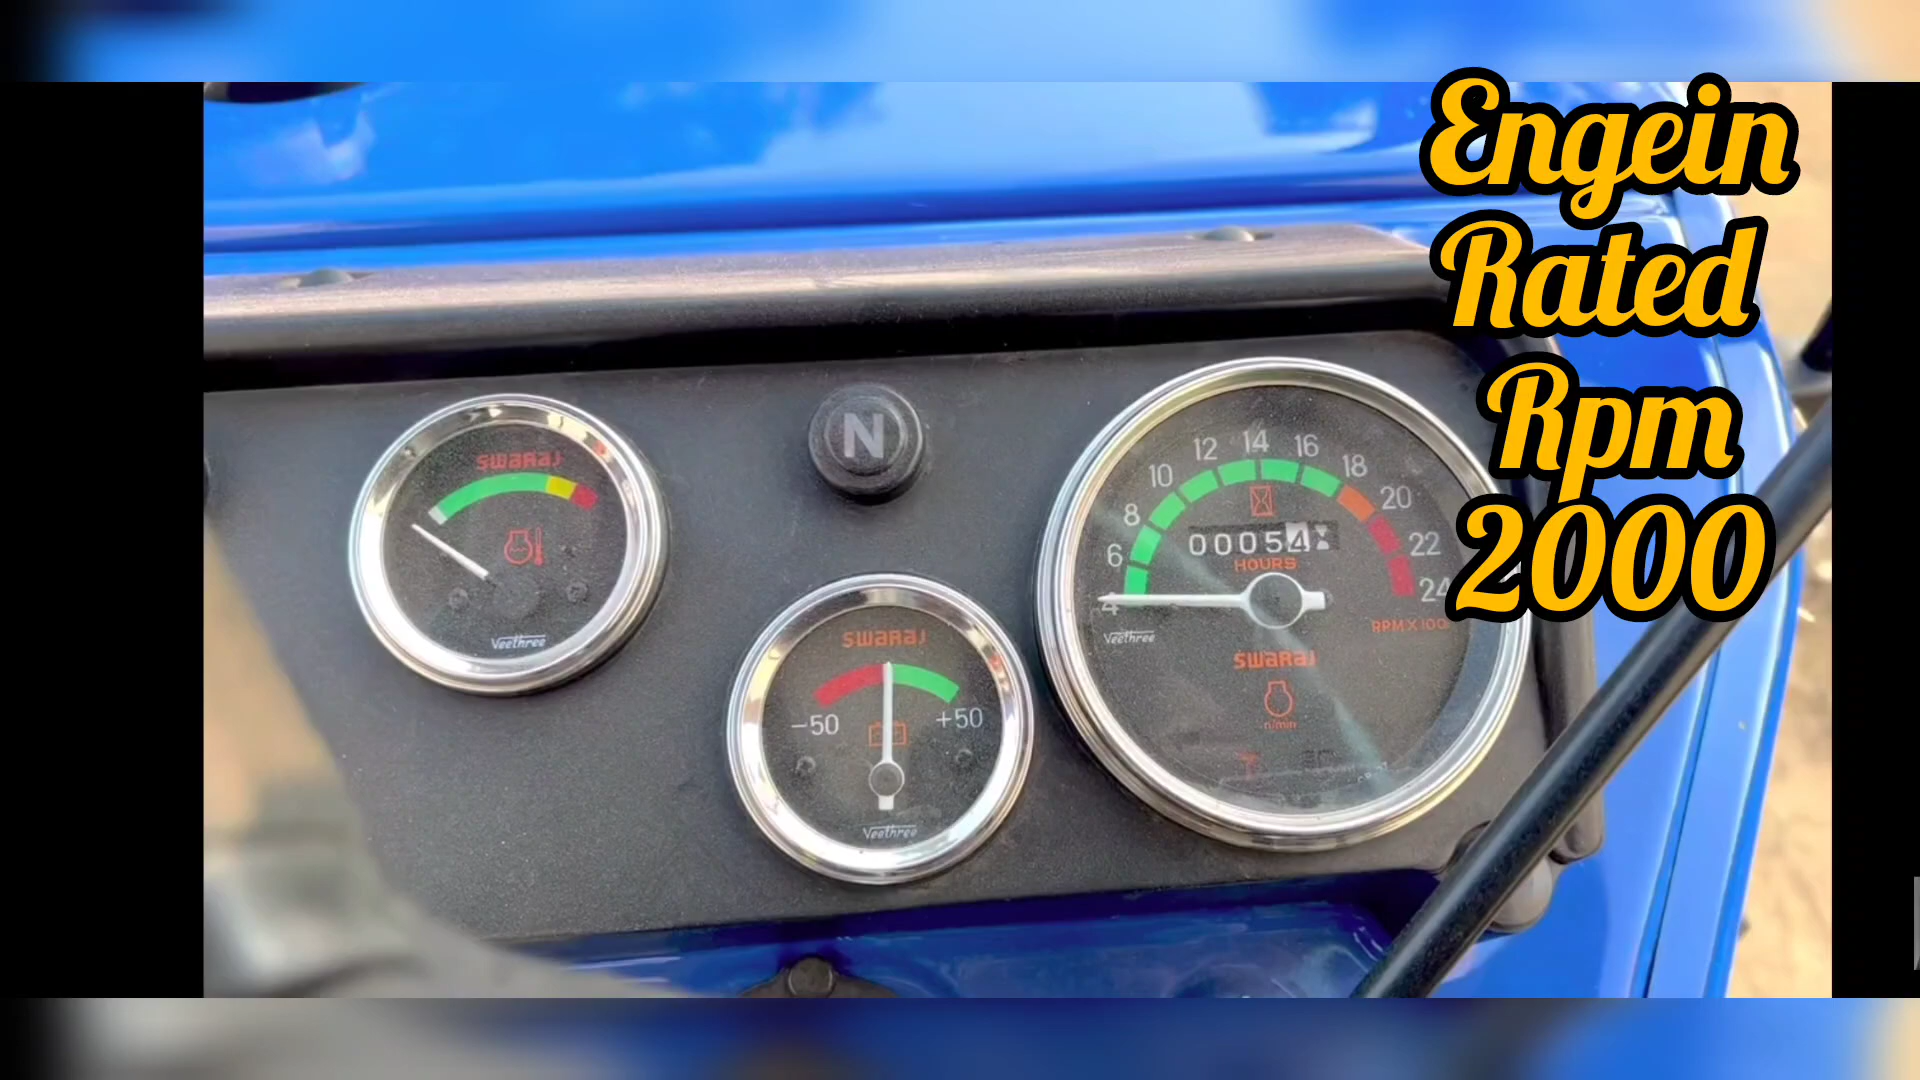 Engein
Rated
Rpm
2000
swaraj
Veethree
N
swaraj
-50 +50
Veethree
4 6 8 10 12 14 16 18 20 22 24
00054
HOURS
RPM X 100
Veethree
swaraj
n/min